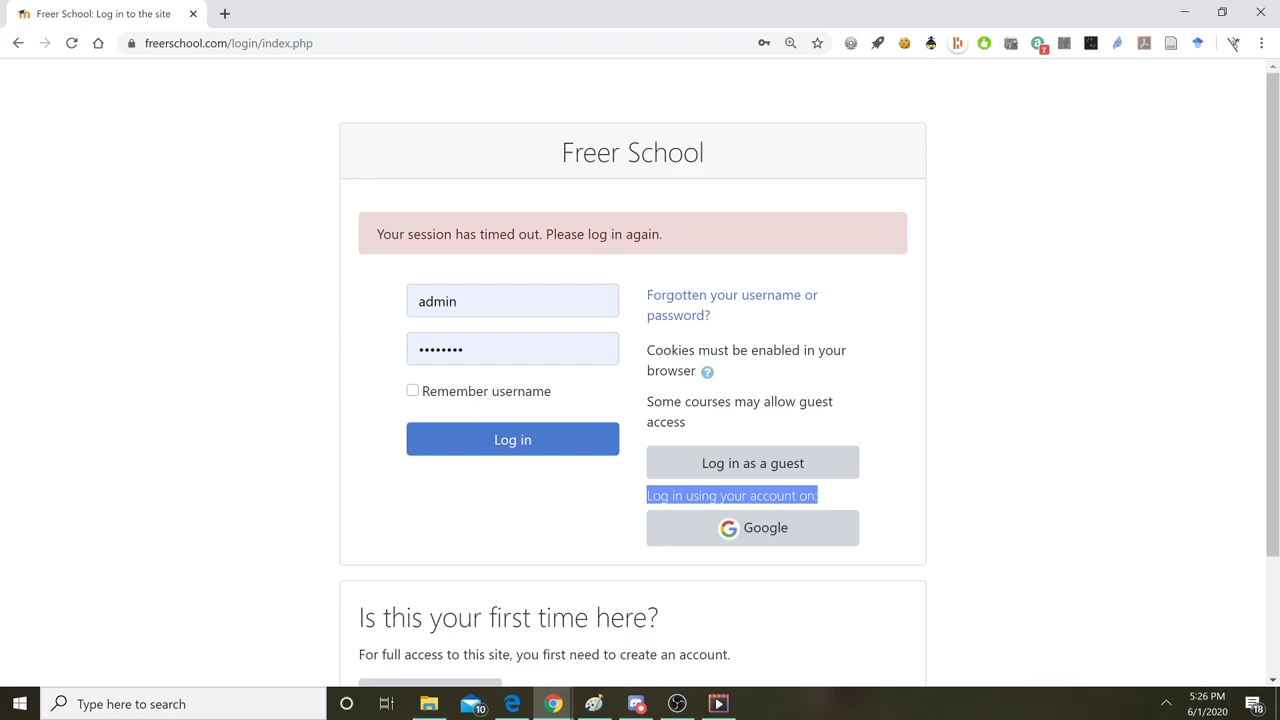 Freer School: Log in to the site
freerschool.com/login/index.php
7
Freer School
Your session has timed out. Please log in again.
admin
••••••••
Remember username
Log in
Forgotten your username or
password?
Cookies must be enabled in your
browser ?
Some courses may allow guest
access
Log in as a guest
Log in using your account on:
Google
Is this your first time here?
For full access to this site, you first need to create an account.
Type here to search
10
5:26 PM
6/1/2020
18